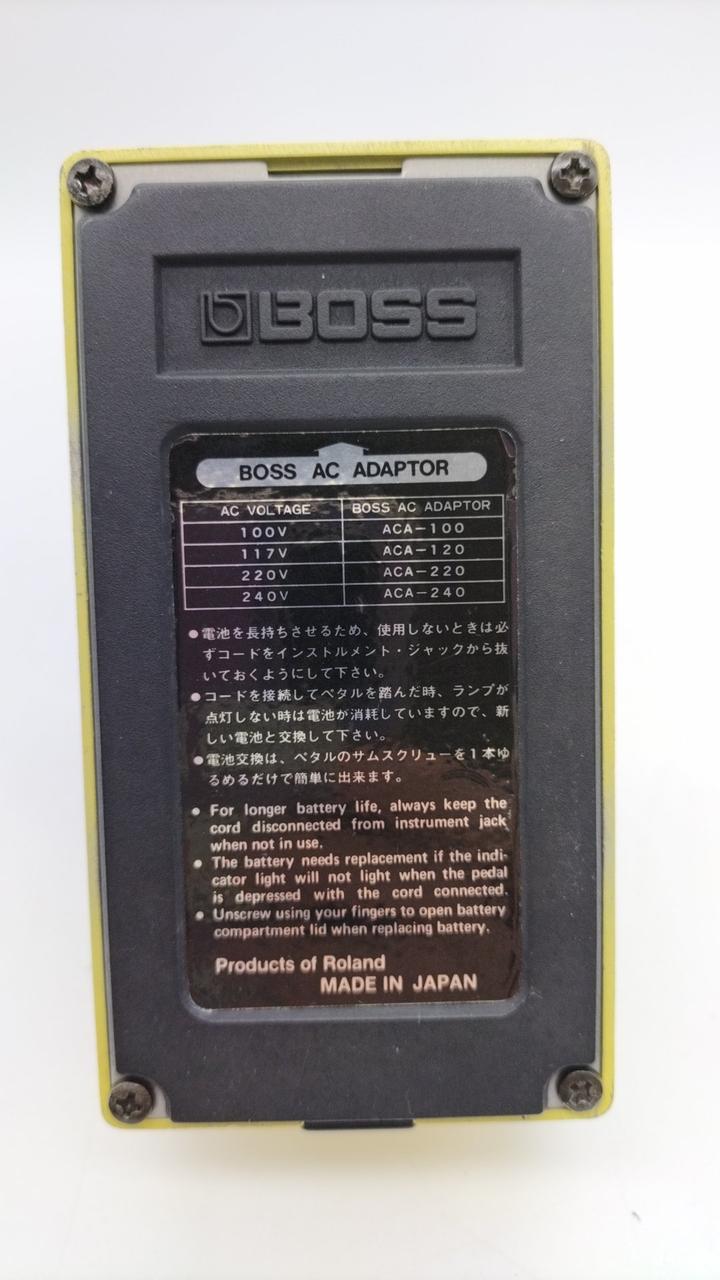 BOSS
BOSS AC ADAPTOR
AC VOLTAGE BOSS AC ADAPTOR
100V ACA-100
117V ACA-120
220V ACA-220
240V ACA-240
●電池を長持ちさせるため、使用しないときは必
ずコードをインストルメント・ジャックから抜
いておくようにして下さい。
●コードを接続してペタルを踏んだ時、ランプが
点灯しない時は電池が消耗していますので、新
しい電池と交換して下さい。
●電池交換は、ペタルのサムスクリューを1本ゆ
るめるだけで簡単に出来ます。
● For longer battery life, always keep the
cord disconnected from instrument jack
when not in use.
● The battery needs replacement if the indi-
cator light will not light when the pedal
is depressed with the cord connected.
● Unscrew using your fingers to open battery
compartment lid when replacing battery.
Products of Roland
MADE IN JAPAN